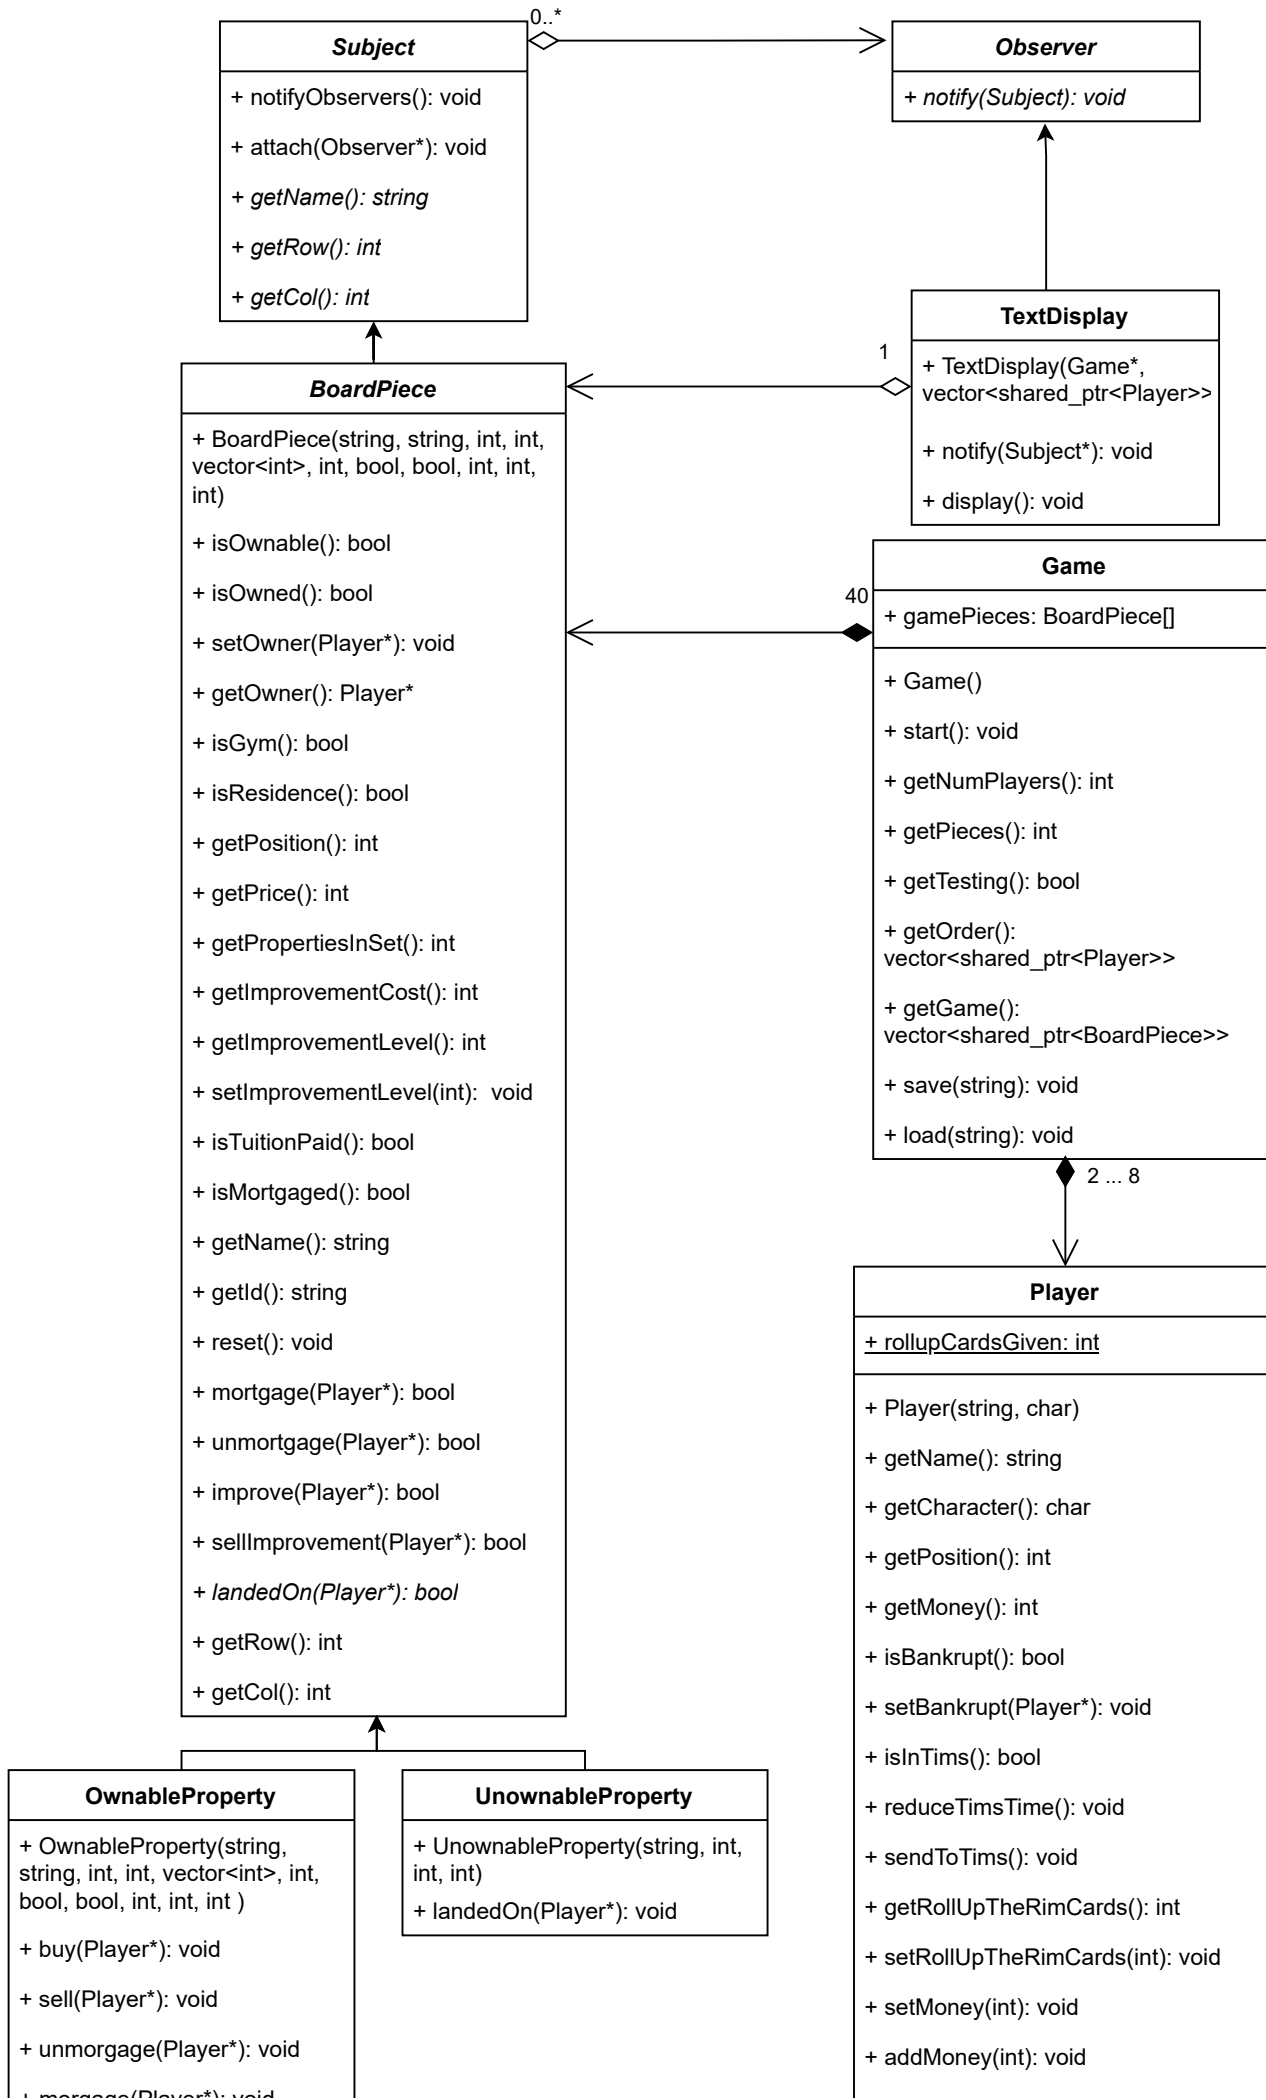 0..*
Subject
+ notifyObservers(): void
+ attach(Observer*): void
+ getName(): string
+ getRow(): int
+ getCol(): int
Observer
+ notify(Subject): void
TextDisplay
+ TextDisplay(Game*,
vector<shared_ptr<Player>>
+ notify(Subject*): void
+ display(): void
1
BoardPiece
+ BoardPiece(string, string, int, int,
vector<int>, int, bool, bool, int, int,
int)
+ isOwnable(): bool
+ isOwned(): bool
+ setOwner(Player*): void
+ getOwner(): Player*
+ isGym(): bool
+ isResidence(): bool
+ getPosition(): int
+ getPrice(): int
+ getPropertiesInSet(): int
+ getImprovementCost(): int
+ getImprovementLevel(): int
+ setImprovementLevel(int):  void
+ isTuitionPaid(): bool
+ isMortgaged(): bool
+ getName(): string
+ getId(): string
+ reset(): void
+ mortgage(Player*): bool
+ unmortgage(Player*): bool
+ improve(Player*): bool
+ sellImprovement(Player*): bool
+ landedOn(Player*): bool
+ getRow(): int
+ getCol(): int
40
Game
+ gamePieces: BoardPiece[]
+ Game()
+ start(): void
+ getNumPlayers(): int
+ getPieces(): int
+ getTesting(): bool
+ getOrder():
vector<shared_ptr<Player>>
+ getGame():
vector<shared_ptr<BoardPiece>>
+ save(string): void
+ load(string): void
2 ... 8
Player
+ rollupCardsGiven: int
+ Player(string, char)
+ getName(): string
+ getCharacter(): char
+ getPosition(): int
+ getMoney(): int
+ isBankrupt(): bool
+ setBankrupt(Player*): void
+ isInTims(): bool
+ reduceTimsTime(): void
+ sendToTims(): void
+ getRollUpTheRimCards(): int
+ setRollUpTheRimCards(int): void
+ setMoney(int): void
+ addMoney(int): void
OwnableProperty
+ OwnableProperty(string,
string, int, int, vector<int>, int,
bool, bool, int, int, int )
+ buy(Player*): void
+ sell(Player*): void
+ unmorgage(Player*): void
+ morgage(Player*): void
UnownableProperty
+ UnownableProperty(string, int,
int, int)
+ landedOn(Player*): void